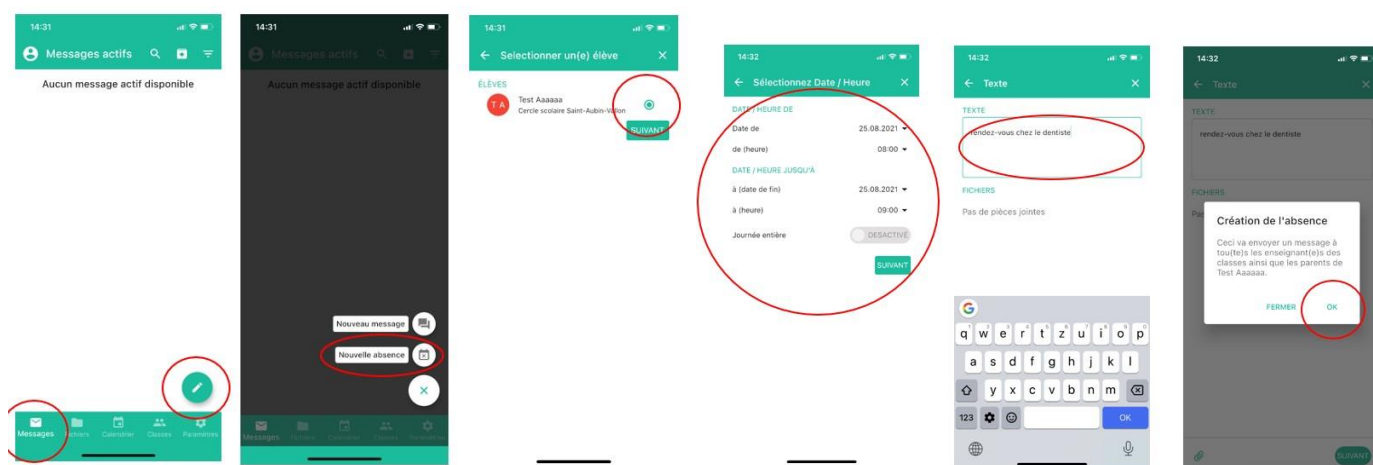 14:31
Messages actifs
Aucun message actif disponible
Messages
Fichiers
Calendrier
Classes
Paramètres
14:31
Messages actifs
Aucun message actif disponible
Nouveau message
Nouvelle absence
Messages
Fichiers
Calendrier
Classes
Paramètres
14:31
Selectionner un(e) élève
ÉLÈVES
T A
Test Aaaaaa
Cercle scolaire Saint-Aubin-Vallon
SUIVANT
14:32
Sélectionnez Date / Heure
DATE / HEURE DE
Date de 25.08.2021
de (heure) 08:00
DATE / HEURE JUSQU'À
à (date de fin) 25.08.2021
à (heure) 09:00
Journée entière DESACTIVÉ
SUIVANT
14:32
Texte
TEXTE
rendez-vous chez le dentiste
FICHIERS
Pas de pièces jointes
G
q w e r t z u i o p
a s d f g h j k l
y x c v b n m
123 OK
14:32
Texte
TEXTE
rendez-vous chez le dentiste
FICHIERS
Pas
Création de l'absence
Ceci va envoyer un message à
tou(te)s les enseignant(e)s des
classes ainsi que les parents de
Test Aaaaaa.
FERMER OK
SUIVANT